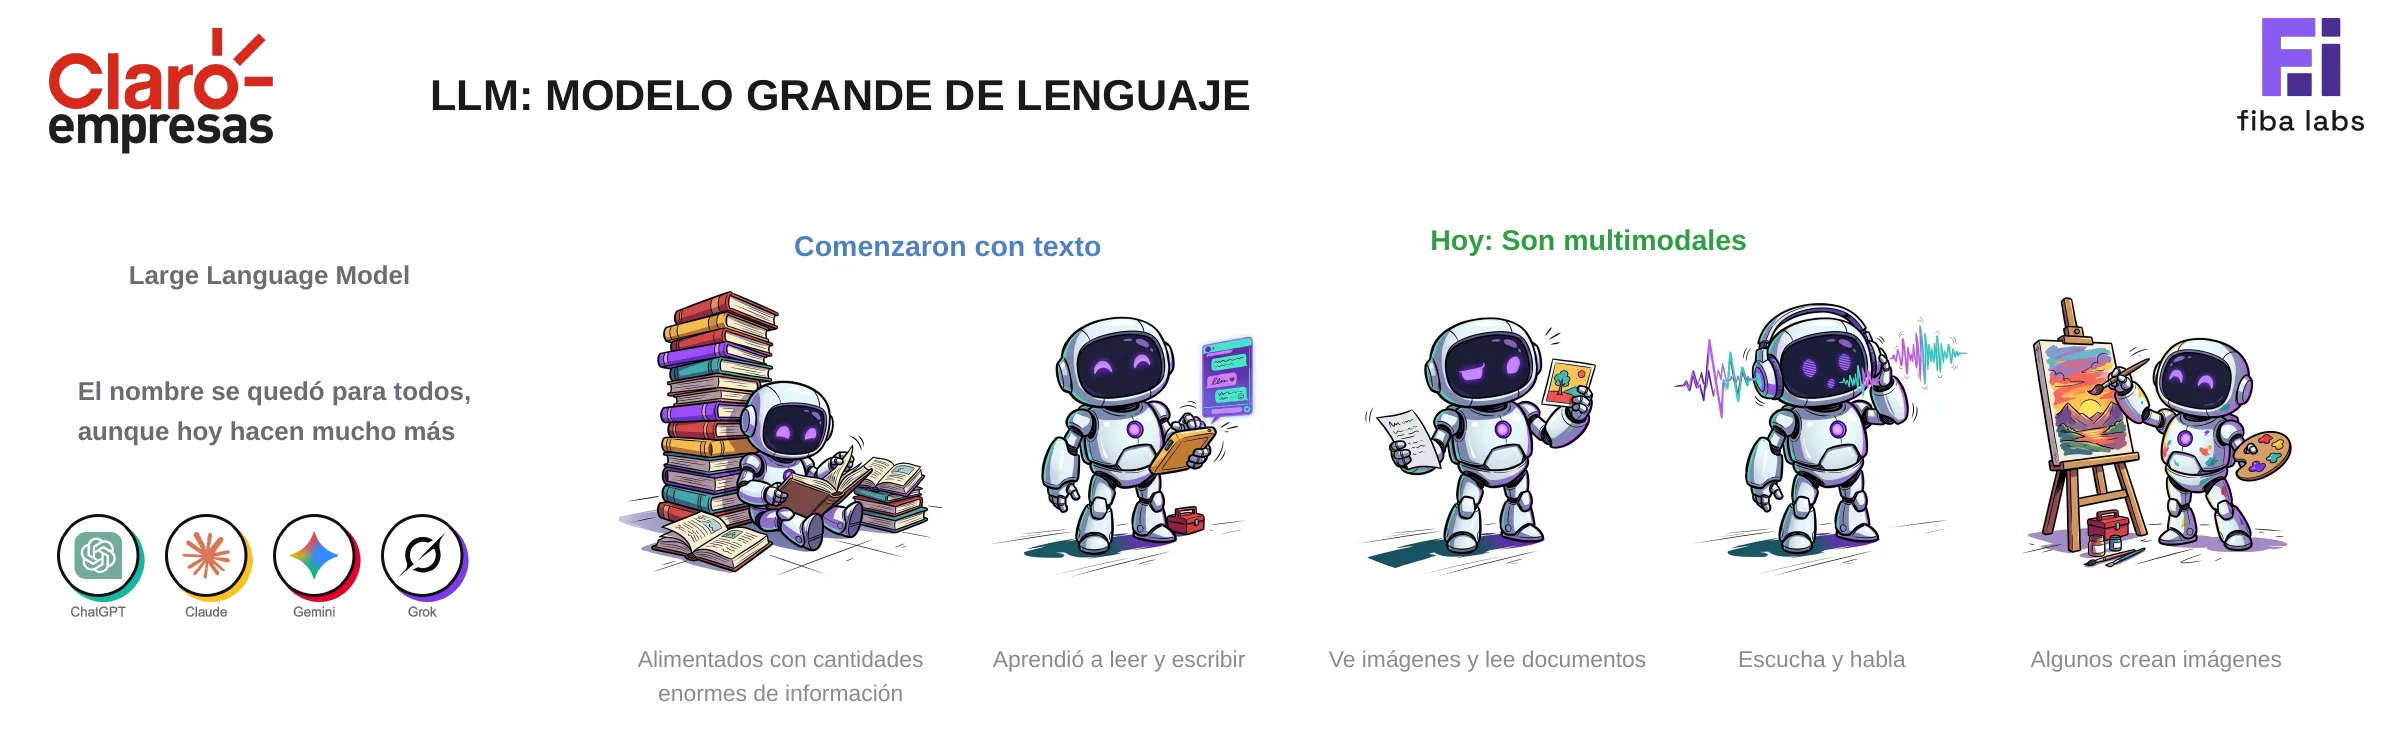 Claro
empresas
LLM: MODELO GRANDE DE LENGUAJE
fiba labs
Large Language Model
El nombre se quedó para todos,
aunque hoy hacen mucho más
ChatGPT
Claude
Gemini
Grok
Comenzaron con texto
Alimentados con cantidades
enormes de información
Aprendió a leer y escribir
Hoy: Son multimodales
Ve imágenes y lee documentos
Escucha y habla
Algunos crean imágenes